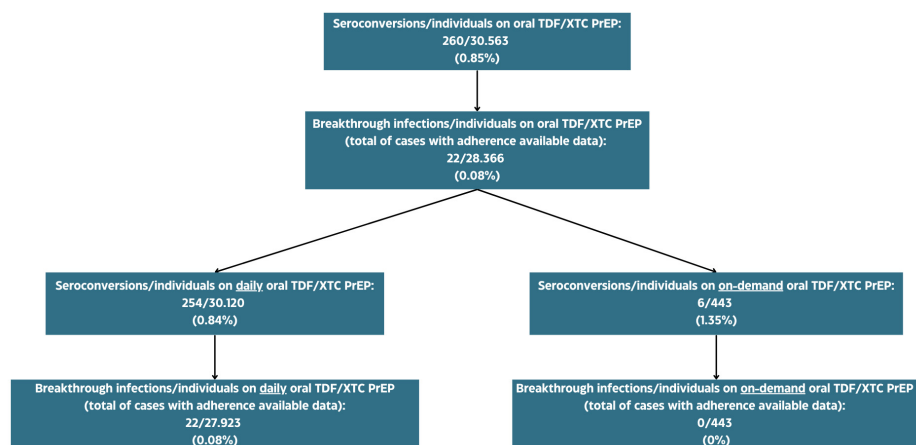 Seroconversions/individuals on oral TDF/XTC PrEP:
260/30.563
(0.85%)
Breakthrough infections/individuals on oral TDF/XTC PrEP
(total of cases with adherence available data):
22/28.366
(0.08%)
Seroconversions/individuals on daily oral TDF/XTC PrEP:
254/30.120
(0.84%)
Seroconversions/individuals on on-demand oral TDF/XTC PrEP:
6/443
(1.35%)
Breakthrough infections/individuals on daily oral TDF/XTC PrEP
(total of cases with adherence available data):
22/27.923
(0.08%)
Breakthrough infections/individuals on on-demand oral TDF/XTC PrEP
(total of cases with adherence available data):
0/443
(0%)